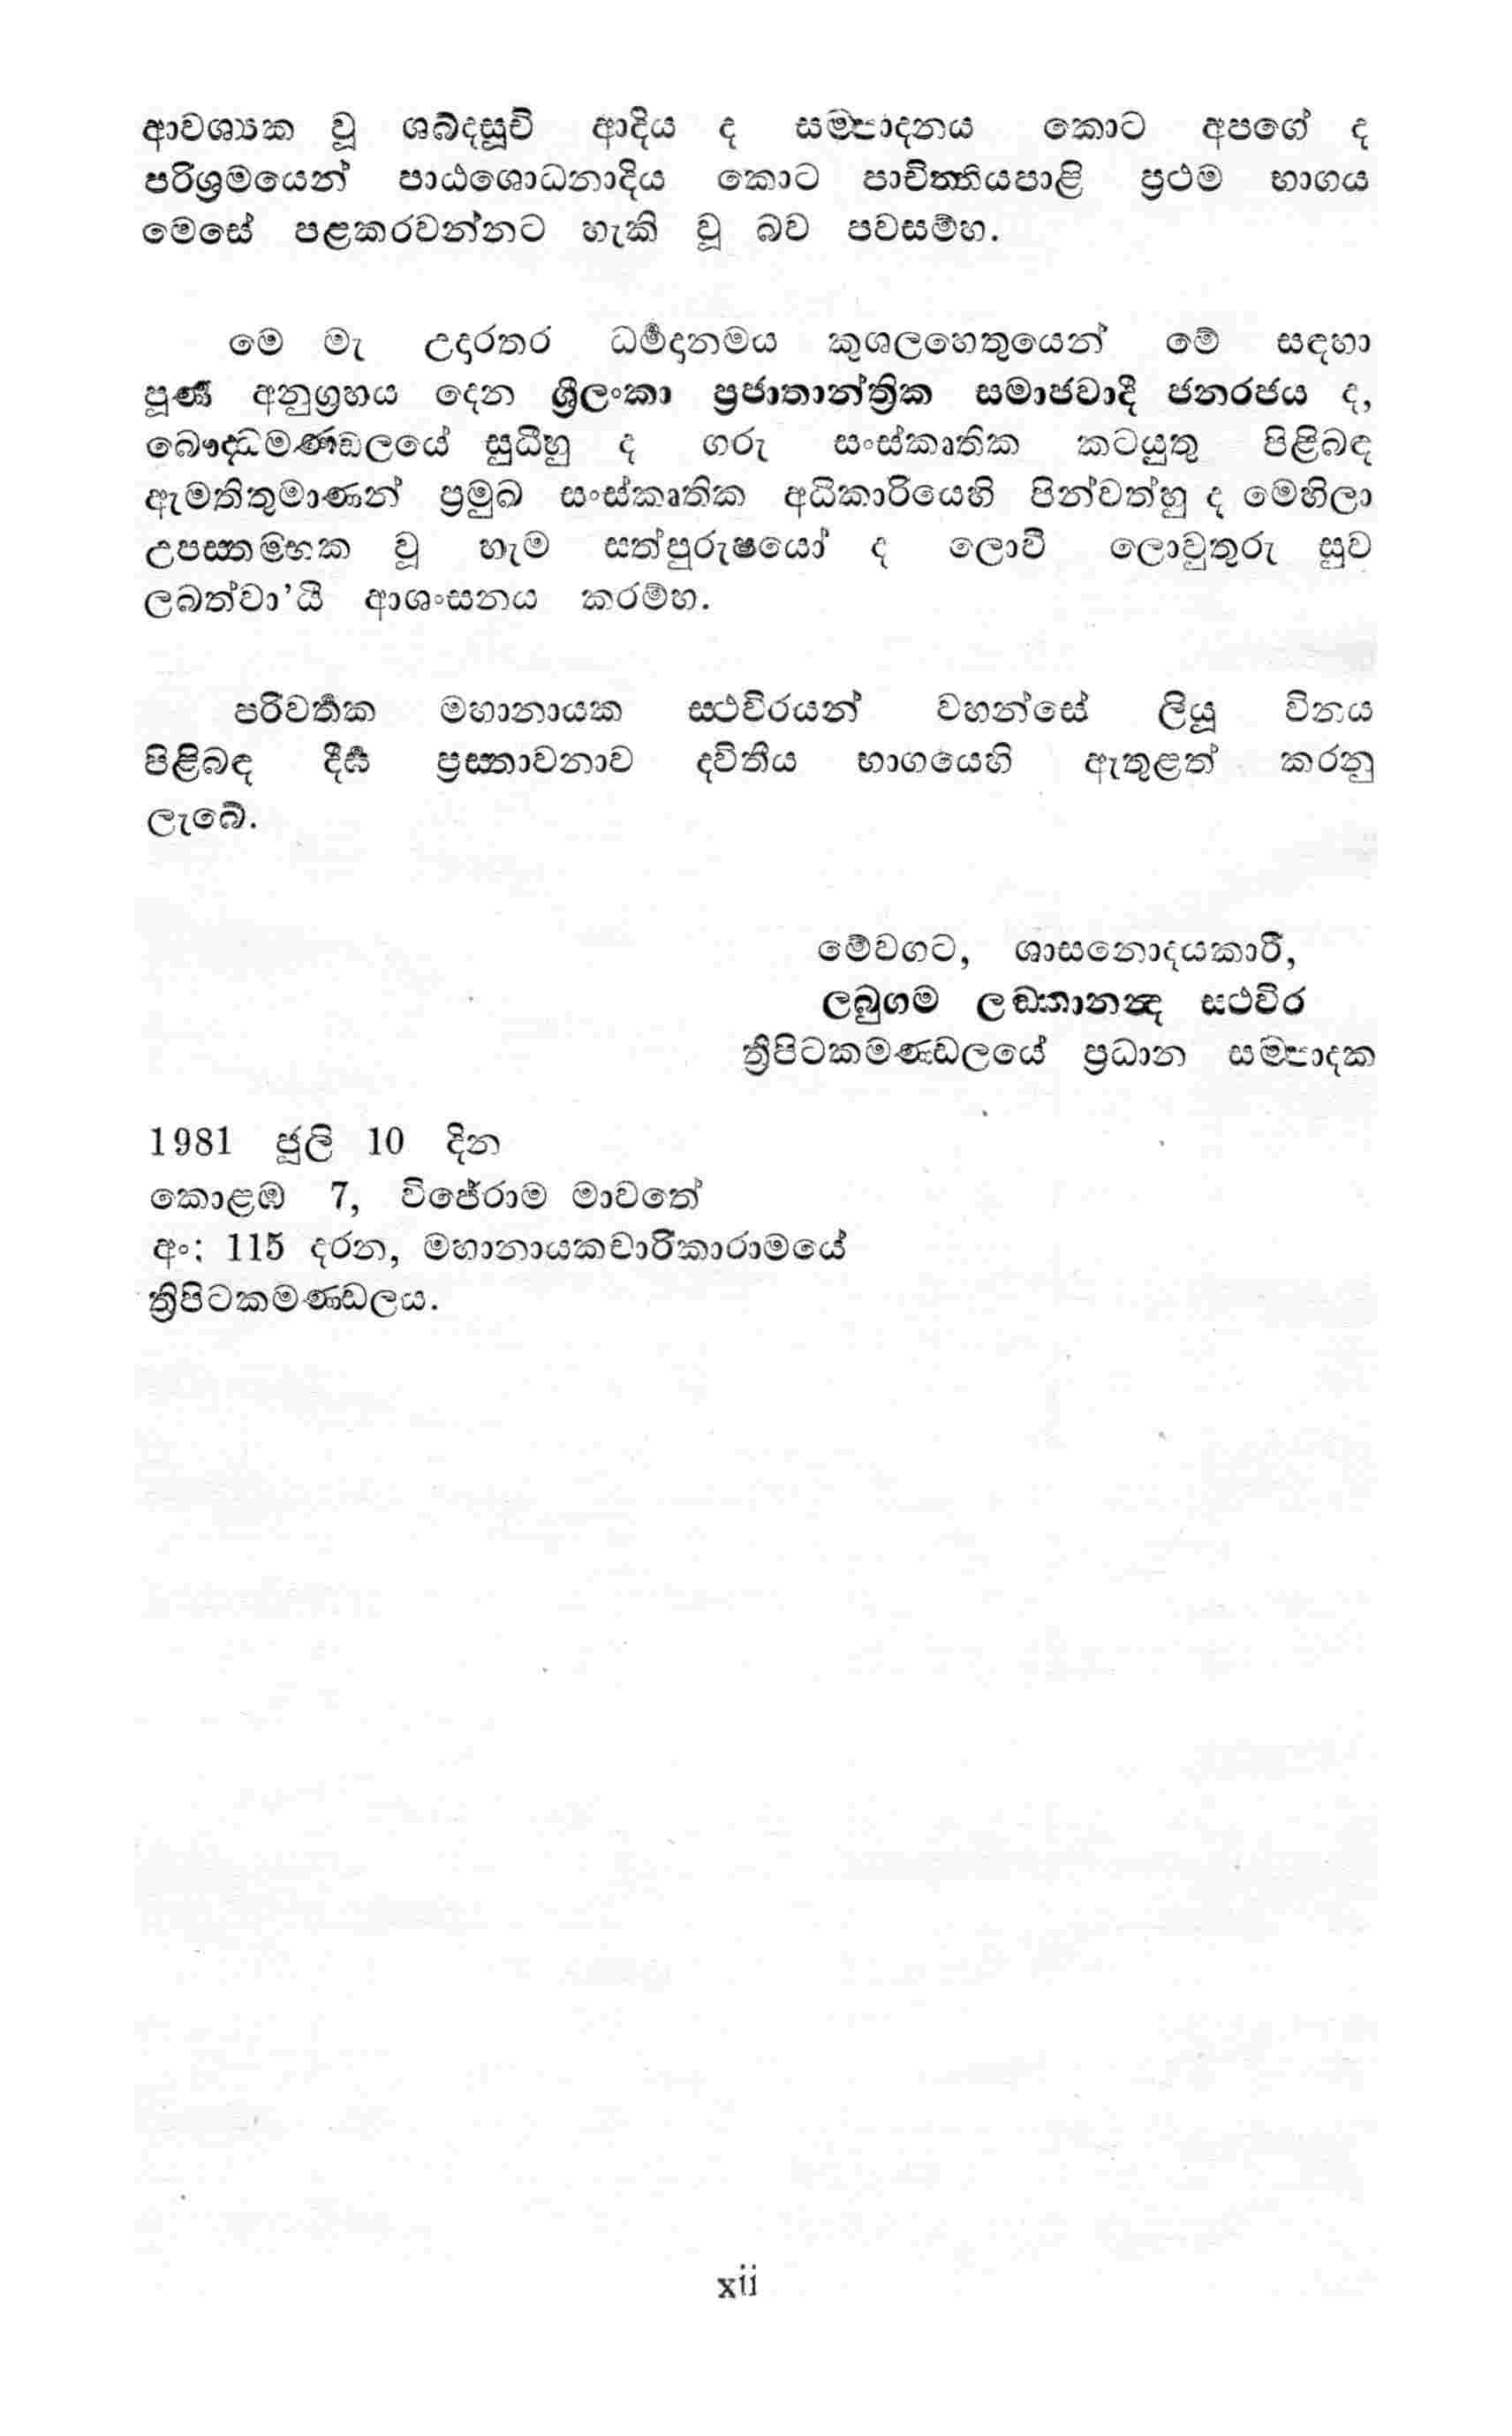 ආවශ්‍යක වූ ශබ්දසූචි ආදිය ද සම්පාදනය කොට අපගේ ද
පරිශ්‍රමයෙන් පාඨශොධනාදිය කොට පාචිත්තියපාළි ප්‍රථම භාගය
මෙසේ පළකරවන්නට හැකි වූ බව පවසම්හ.
මෙ මැ උදාරතර ධර්‍මදානමය කුශලහෙතුයෙන් මේ සඳහා
පූර්‍ණ අනුග්‍රහය දෙන ශ්‍රීලංකා ප්‍රජාතාන්ත්‍රික සමාජවාදී ජනරජය ද,
බෞද්ධමණ්ඩලයේ සුධීහු ද ගරු සංස්කෘතික කටයුතු පිළිබඳ
ඇමතිතුමාණන් ප්‍රමුඛ සංස්කෘතික අධිකාරියෙහි පින්වත්හු ද මෙහිලා
උපස්තම්භක වූ හැම සත්පුරුෂයෝ ද ලොවී ලොවුතුරු සුව
ලබත්වා’යී ආශංසනය කරම්හ.
පරිවර්‍තක මහානායක ස්ථවිරයන් වහන්සේ ලියූ විනය
පිළිබඳ දීර්‍ඝ ප්‍රස්තාවනාව ද්විතීය භාගයෙහි ඇතුළත් කරනු
ලැබේ.
මේවගට, ශාසනොදයකාරී,
ලබුගම ලඞ්කානන්ද ස්ථවිර
ත්‍රිපිටකමණ්ඩලයේ ප්‍රධාන සම්පාදක
1981 ජූලි 10 දින
කොළඹ 7, විජේරාම මාවතේ
අං: 115 දරන, මහානායකචාරිකාරාමයේ
ත්‍රිපිටකමණ්ඩලය.
xii